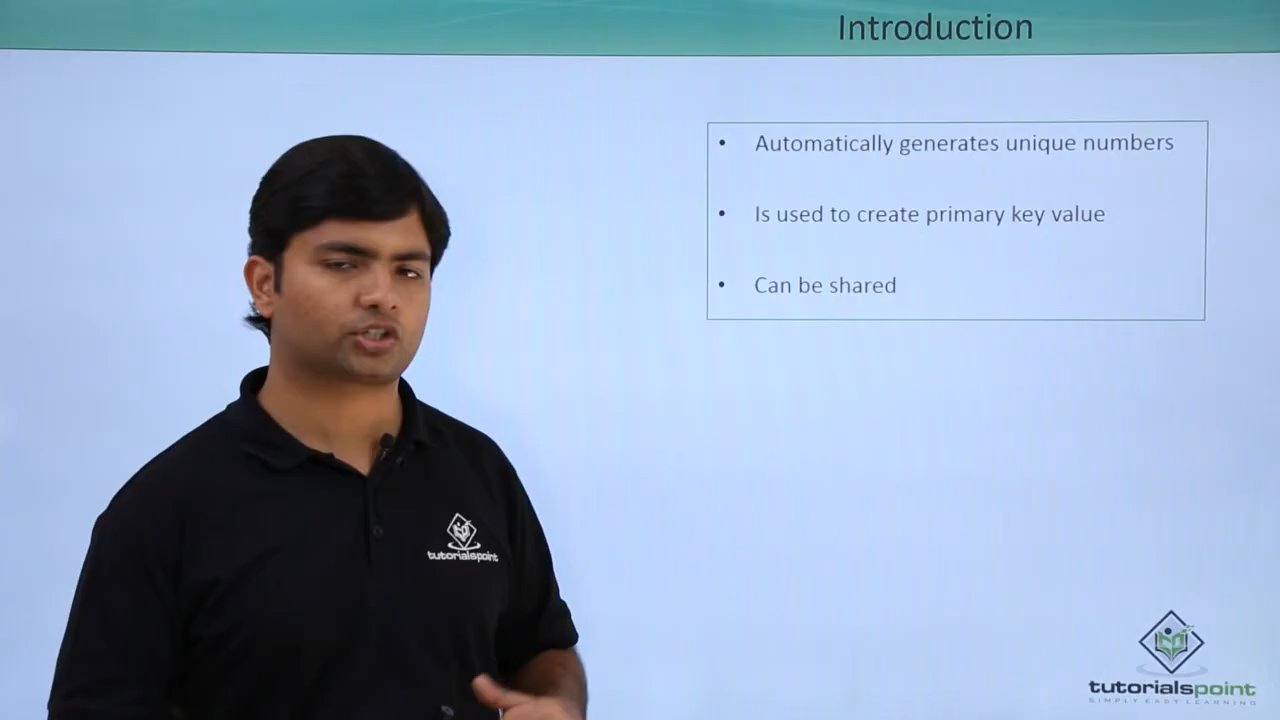 Introduction
• Automatically generates unique numbers
• Is used to create primary key value
• Can be shared
tutorialspoint
tutorialspoint
SIMPLY EASY LEARNING